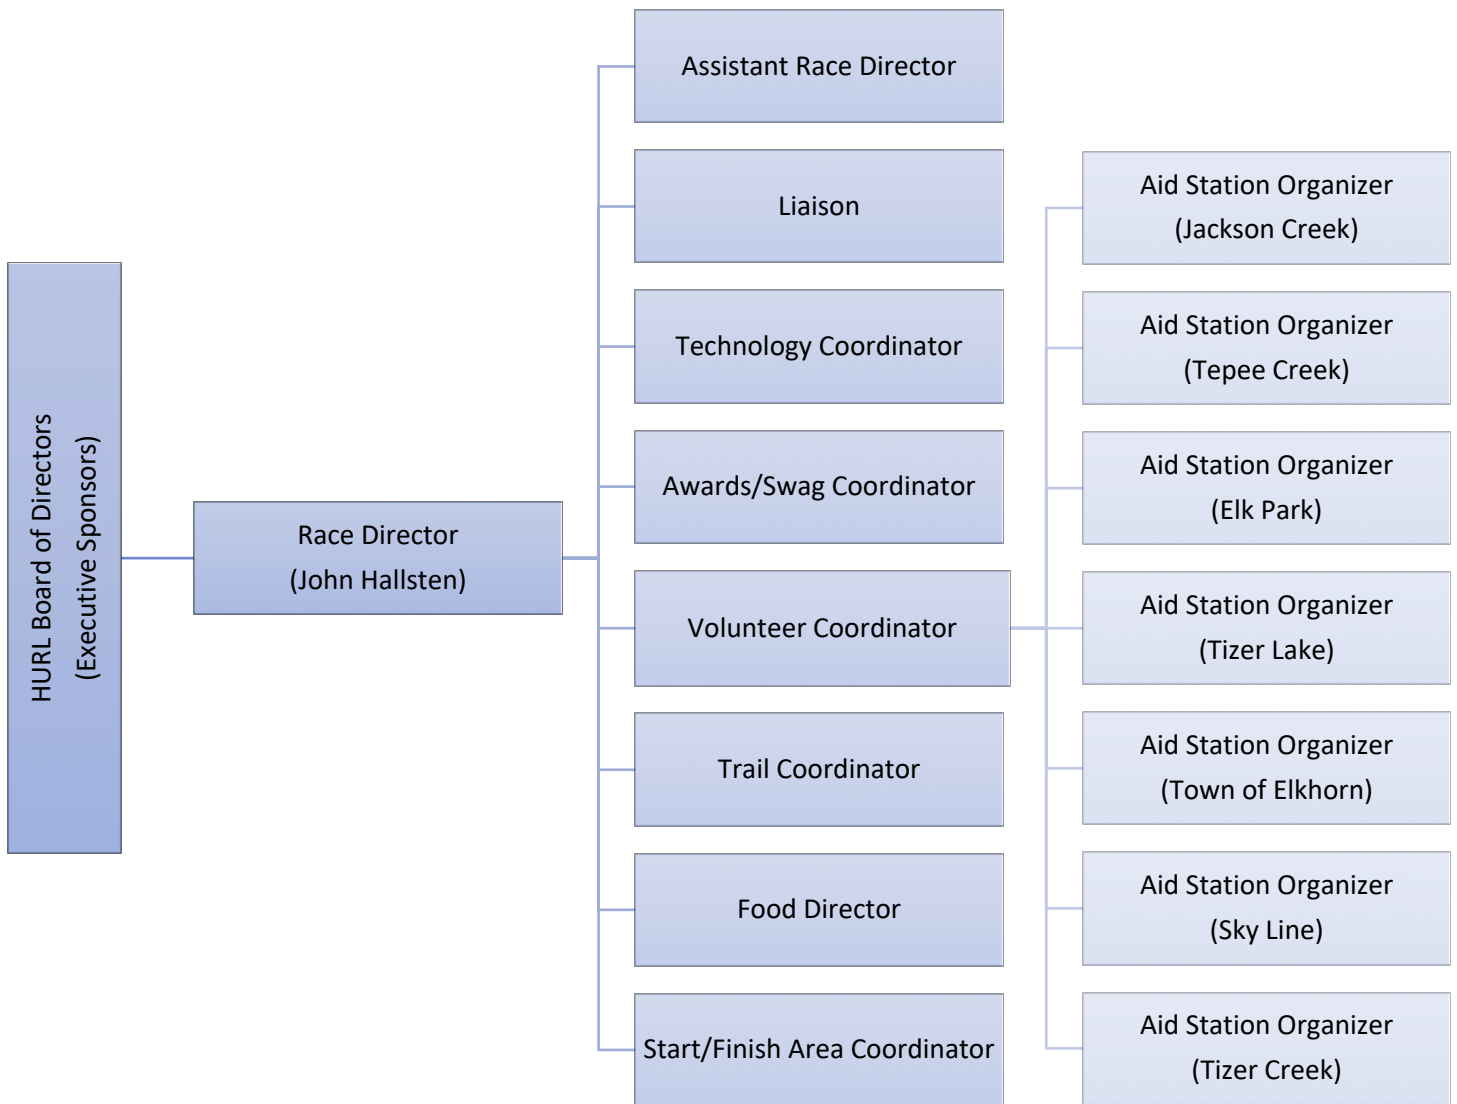 HURL Board of Directors
(Executive Sponsors)
Race Director
(John Hallsten)
Assistant Race Director
Liaison
Technology Coordinator
Awards/Swag Coordinator
Volunteer Coordinator
Trail Coordinator
Food Director
Start/Finish Area Coordinator
Aid Station Organizer
(Jackson Creek)
Aid Station Organizer
(Tepee Creek)
Aid Station Organizer
(Elk Park)
Aid Station Organizer
(Tizer Lake)
Aid Station Organizer
(Town of Elkhorn)
Aid Station Organizer
(Sky Line)
Aid Station Organizer
(Tizer Creek)